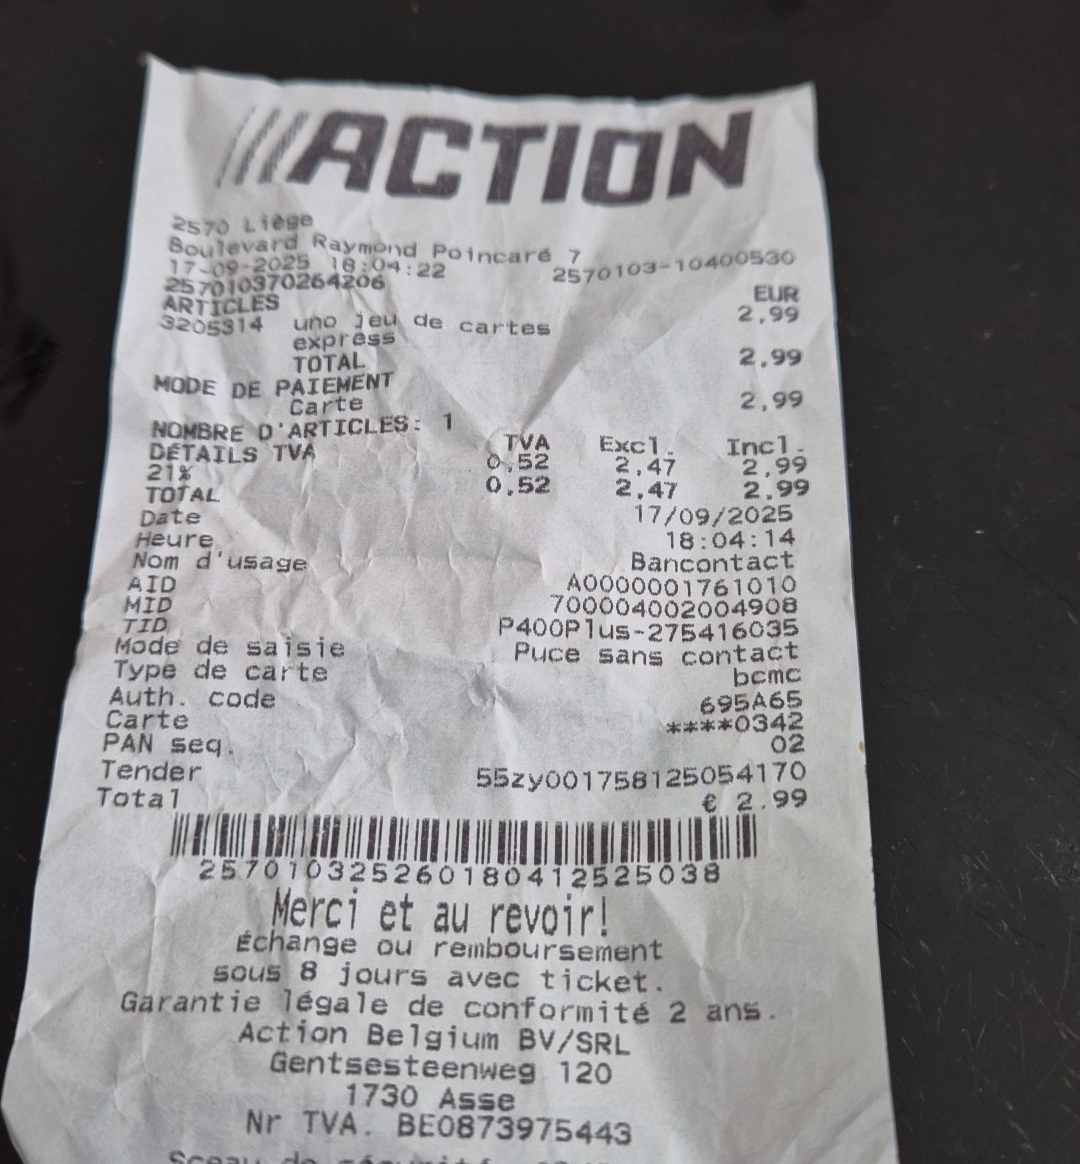 ACTION
2570 Liège
Boulevard Raymond Poincaré 7
17-09-2025 18:04:22 2570103-10400530
257010370264206
ARTICLES EUR
3205314 uno jeu de cartes 2,99
express
TOTAL 2,99
MODE DE PAIEMENT
Carte 2,99
NOMBRE D'ARTICLES: 1
DÉTAILS TVA TVA Excl. Incl.
21% 0,52 2,47 2,99
TOTAL 0,52 2,47 2,99
Date 17/09/2025
Heure 18:04:14
Nom d'usage Bancontact
AID A0000001761010
MID 700004002004908
TID P400Plus-275416035
Mode de saisie Puce sans contact
Type de carte bcmc
Auth. code 695A65
Carte ****0342
PAN seq. 02
Tender 55zy001758125054170
Total € 2.99
257010325260180412525038
Merci et au revoir!
Échange ou remboursement
sous 8 jours avec ticket.
Garantie légale de conformité 2 ans.
Action Belgium BV/SRL
Gentsesteenweg 120
1730 Asse
Nr TVA. BE0873975443
Sceau de sécurité